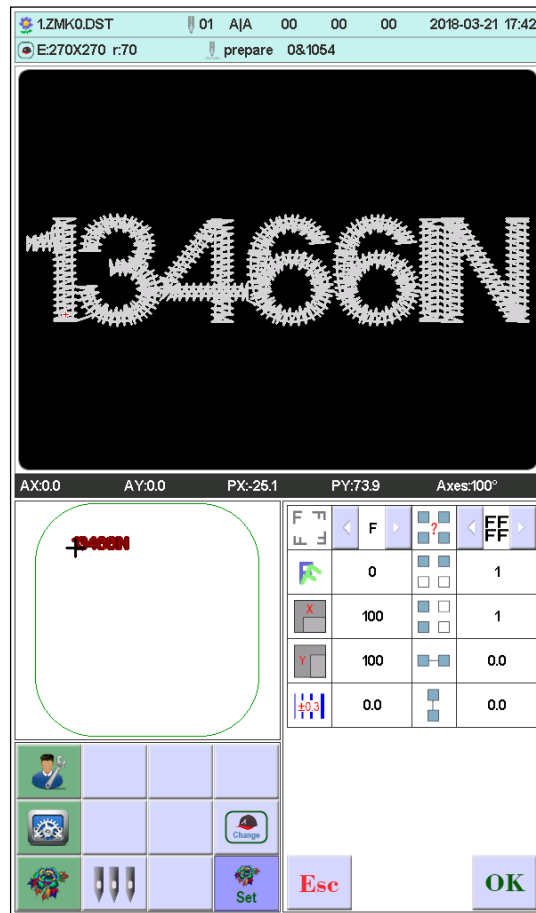 1.ZMK0.DST 01 A|A 00 00 00 2018-03-21 17:42
E:270X270 r:70 prepare 0&1054
13466IN
AX:0.0 AY:0.0 PX:-25.1 PY:73.9 Axes:100°
13466IN
F F F F F ? FF
FF
0 1
X 100 1
Y 100 0.0
±0.3 0.0 0.0
Change
Set
Esc OK